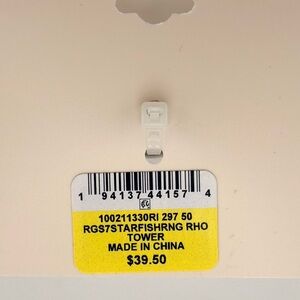 1 94137 44157 4
100211330RI 297 50
RGS7STARFISHRNG RHO
TOWER
MADE IN CHINA
$39.50